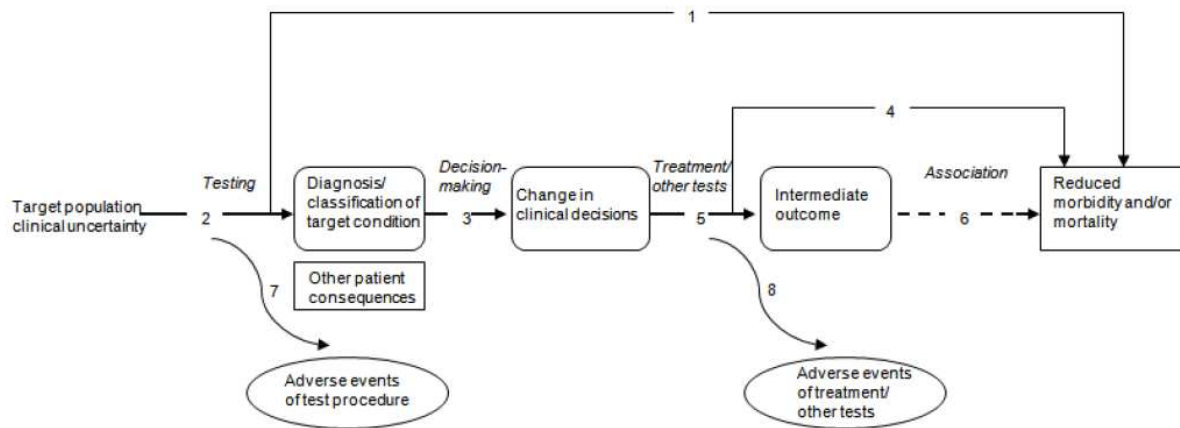 1
4
Testing
Decision-
making
Treatment/
other tests
Association
Target population
clinical uncertainty
2
Diagnosis/
classification of
target condition
3
Change in
clinical decisions
5
Intermediate
outcome
6
Reduced
morbidity and/or
mortality
7
Other patient
consequences
8
Adverse events
of test procedure
Adverse events
of treatment/
other tests